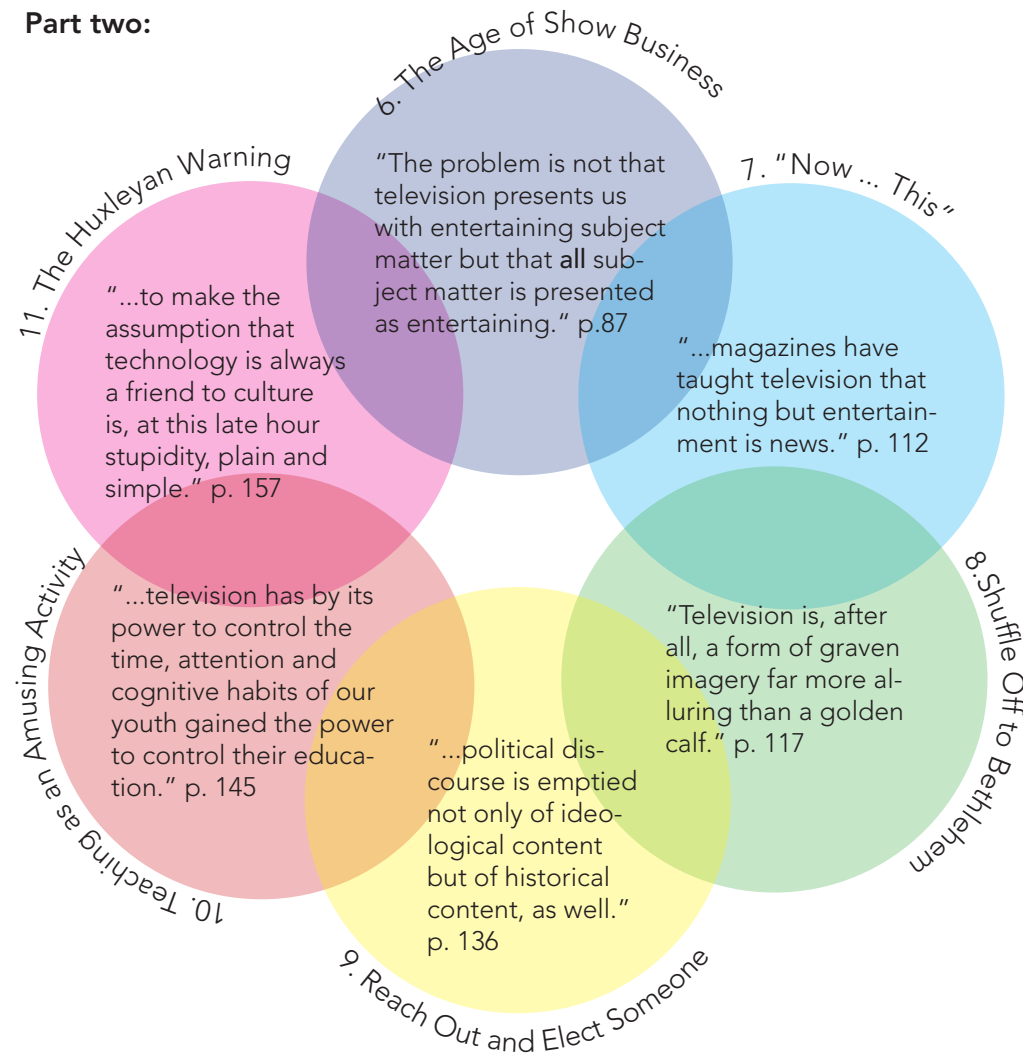 Part two:
6. The Age of Show Business
“The problem is not that
television presents us
with entertaining subject
matter but that all sub-
ject matter is presented
as entertaining.“ p.87
7. “Now ... This”
“...magazines have
taught television that
nothing but entertain-
ment is news.” p. 112
8.Shuffle Off to Bethlehem
“Television is, after
all, a form of graven
imagery far more al-
luring than a golden
calf.” p. 117
9. Reach Out and Elect Someone
“...political dis-
course is emptied
not only of ideo-
logical content
but of historical
content, as well.”
p. 136
10. Teaching as an Amusing Activity
“...television has by its
power to control the
time, attention and
cognitive habits of our
youth gained the power
to control their educa-
tion.” p. 145
11. The Huxleyan Warning
“...to make the
assumption that
technology is always
a friend to culture
is, at this late hour
stupidity, plain and
simple.” p. 157